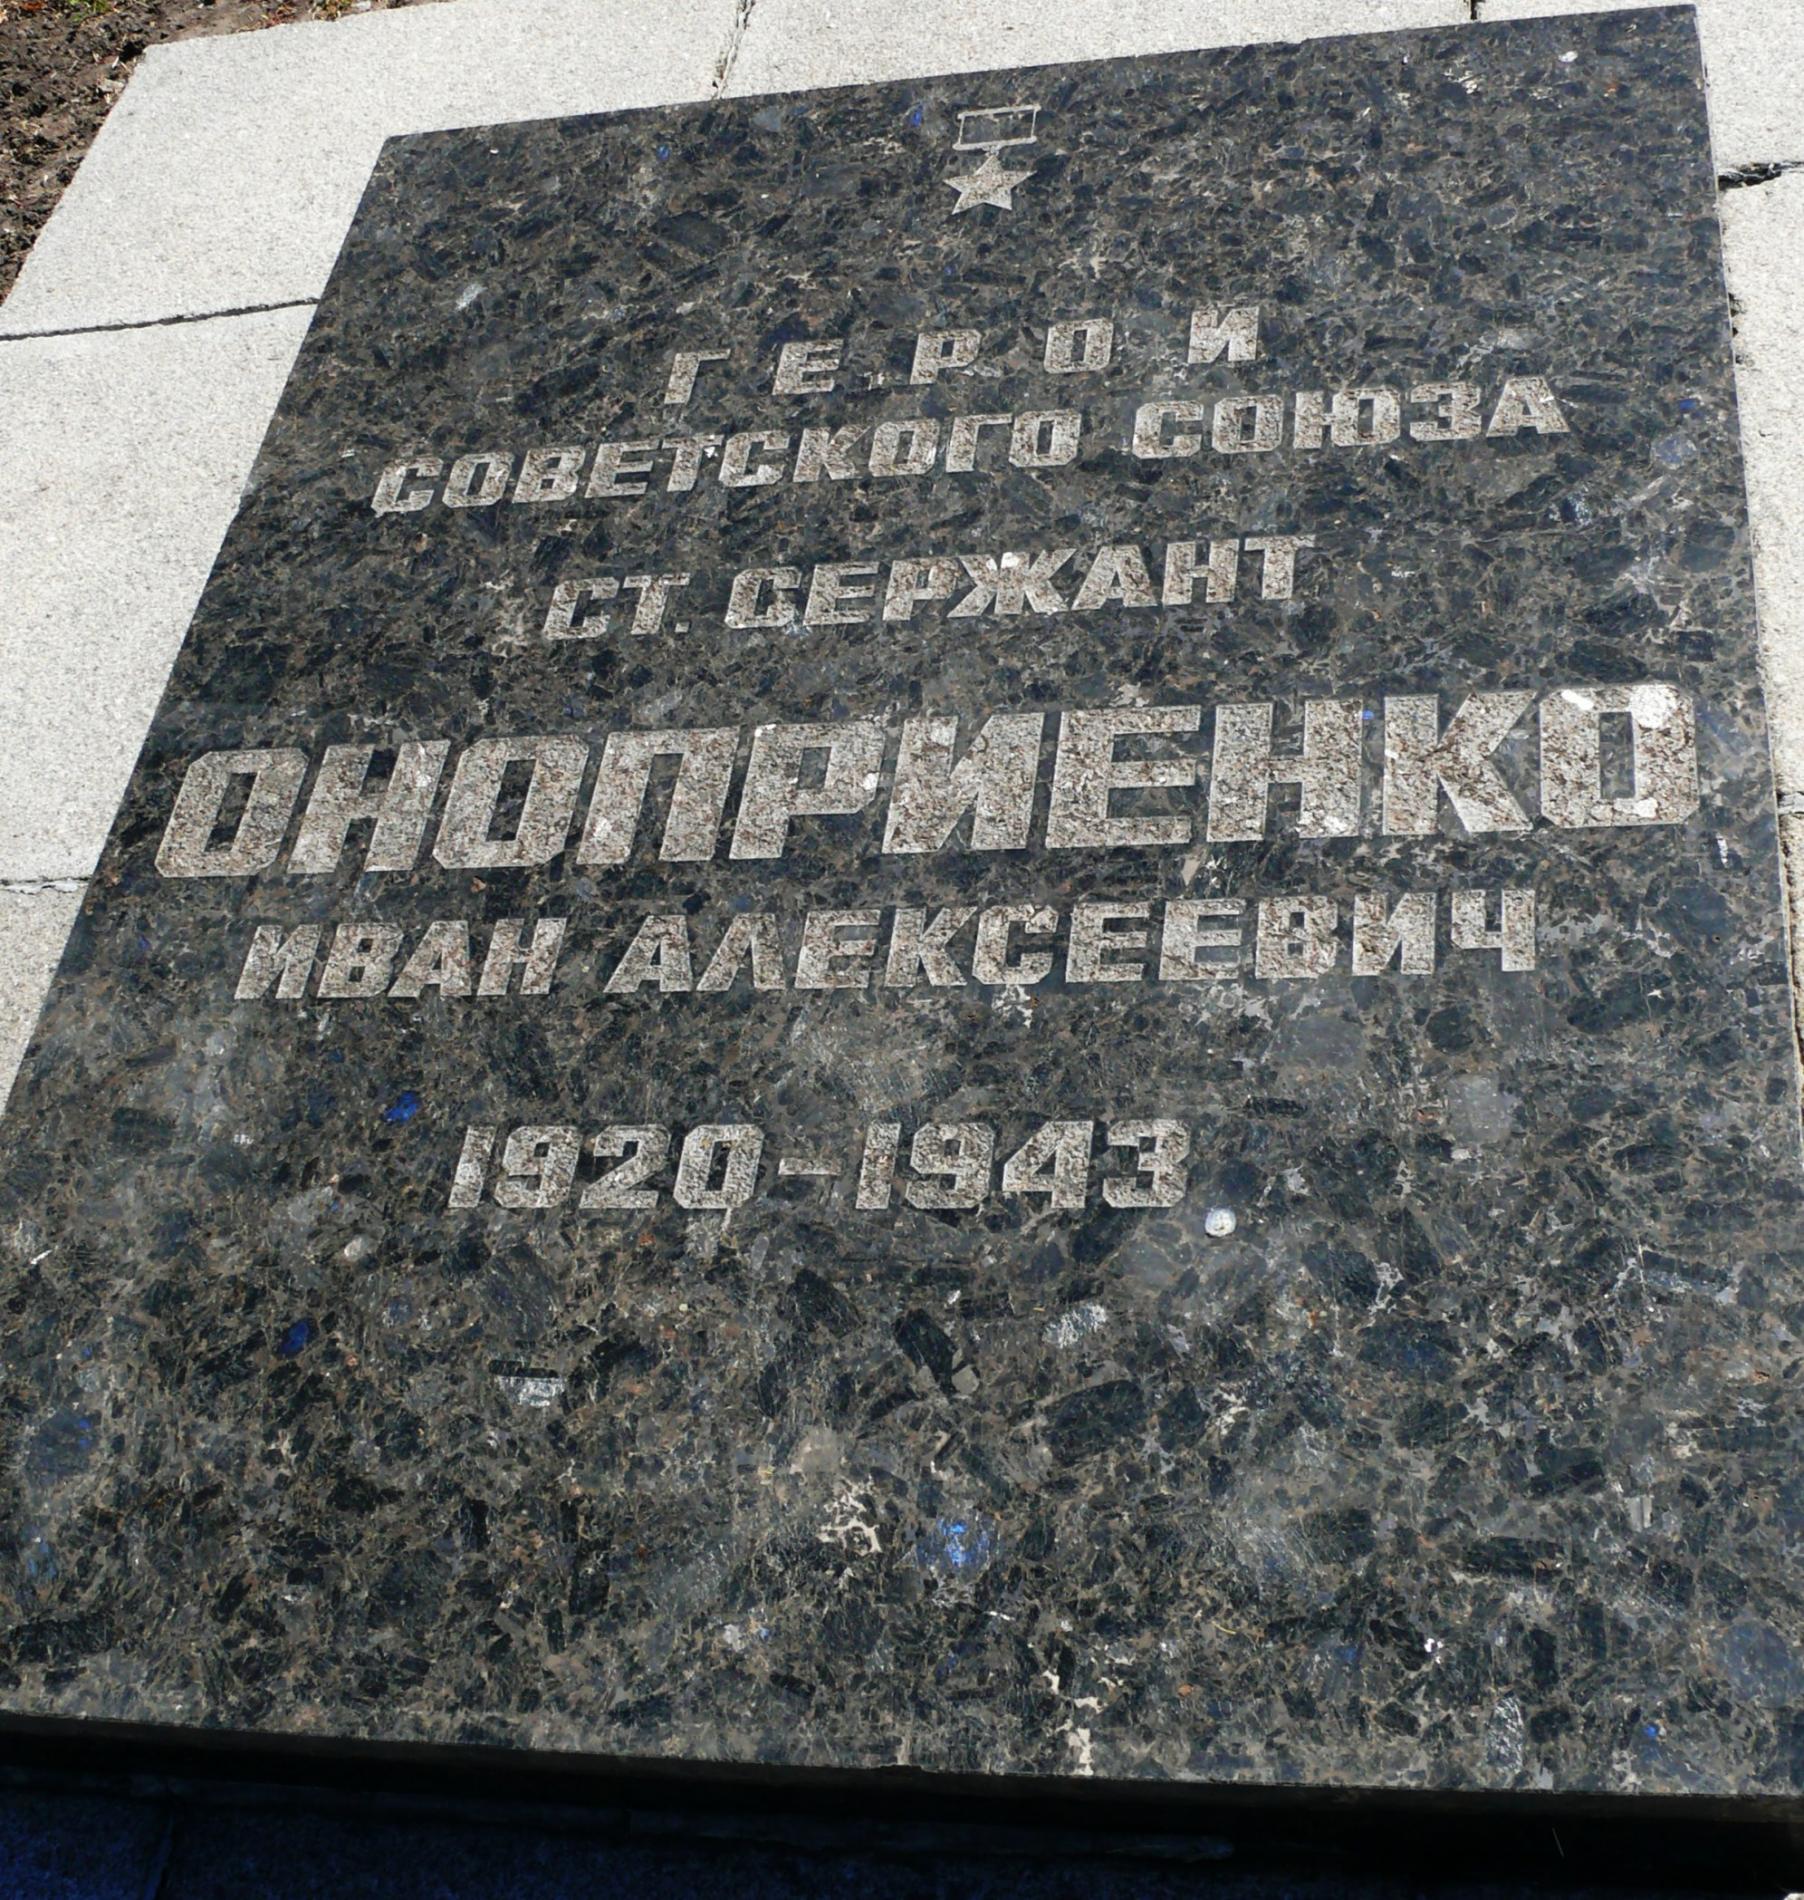 ГЕРОЙ
СОВЕТСКОГО СОЮЗА
СТ. СЕРЖАНТ
ОНОПРИЕНКО
ИВАН АЛЕКСЕЕВИЧ
1920-1943